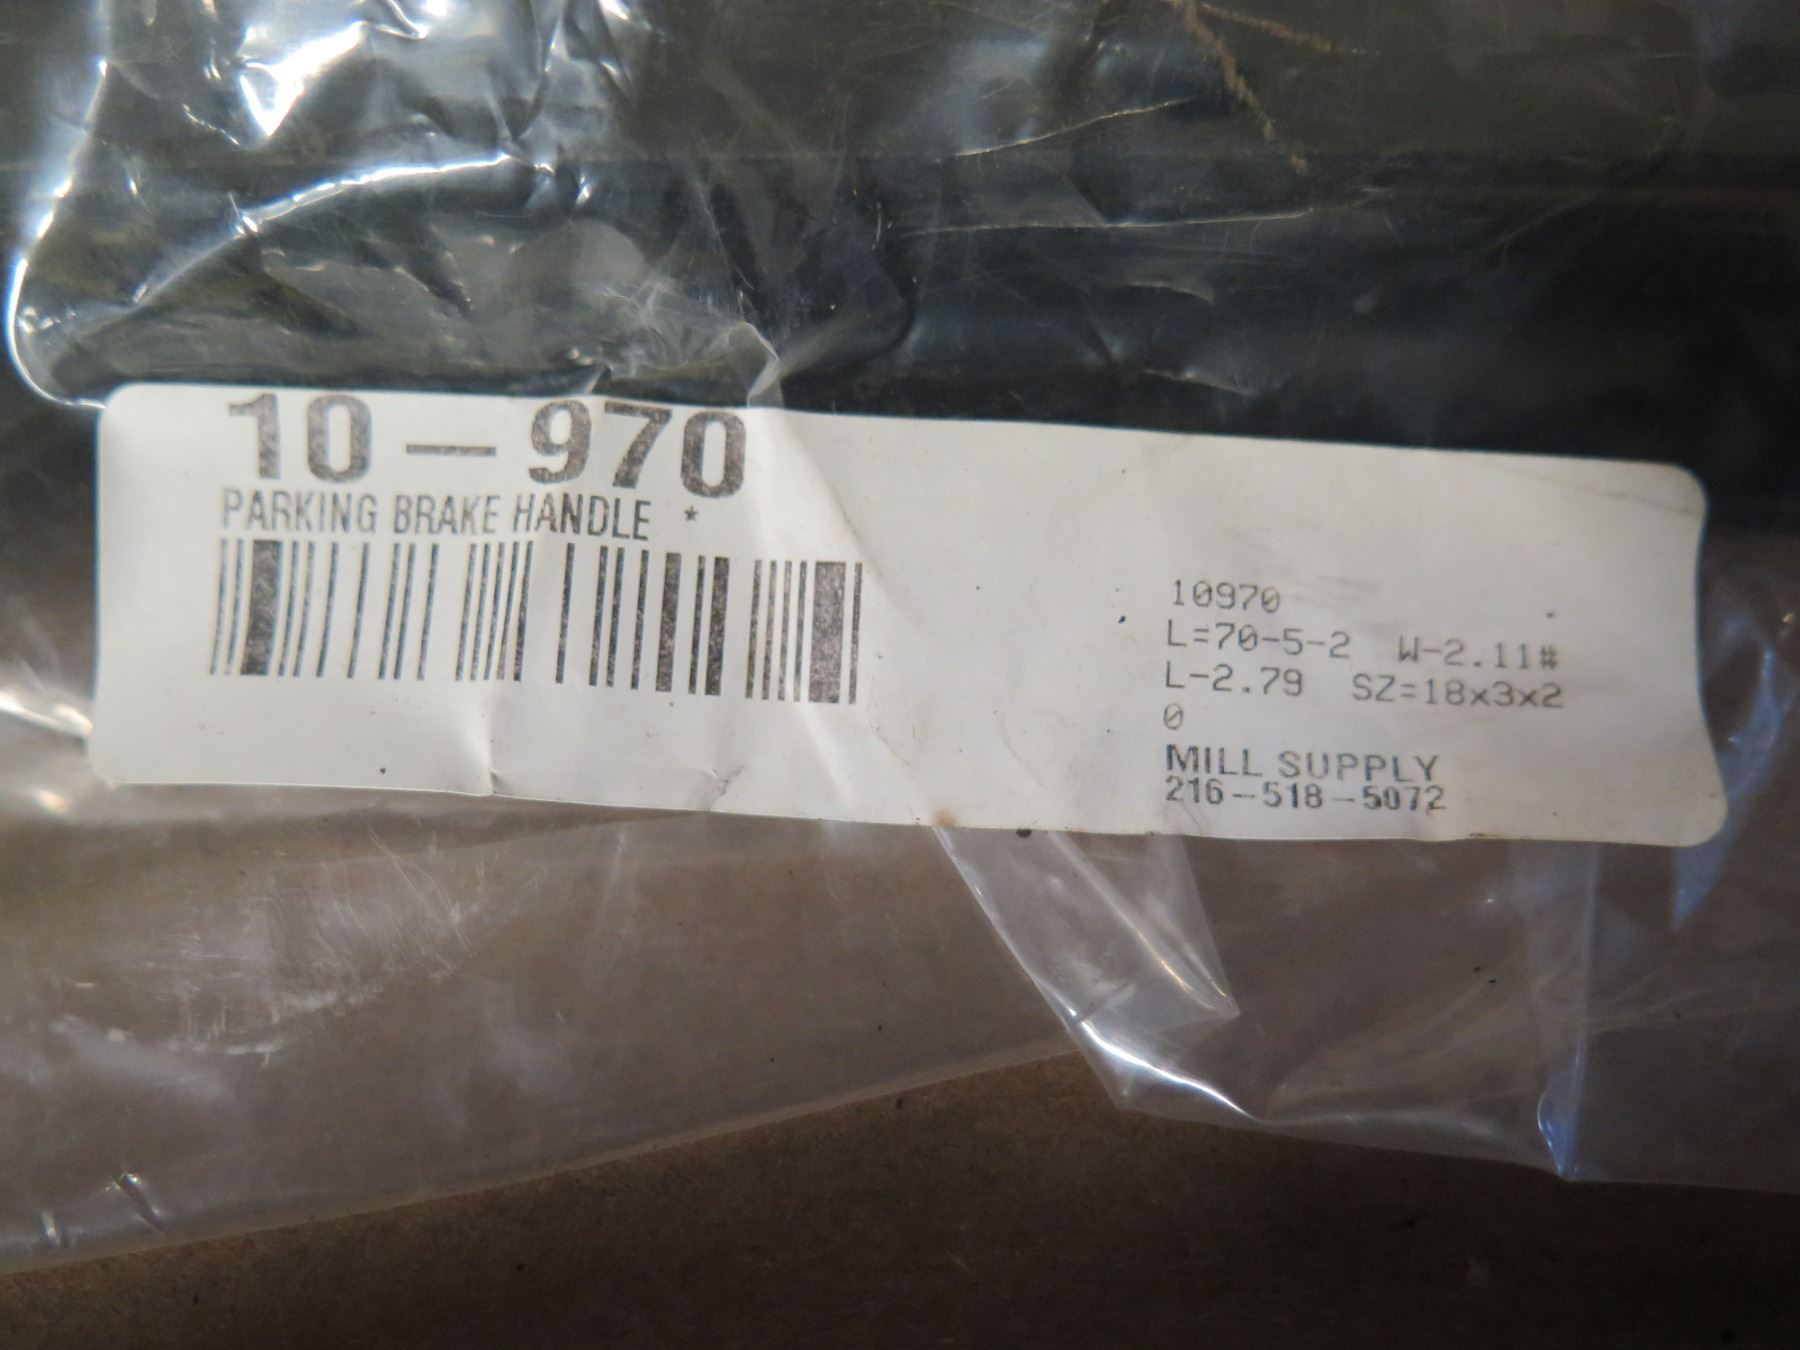 10-970
PARKING BRAKE HANDLE *
10970
L=70-5-2 W-2.11#
L-2.79 SZ=18x3x2
0
MILL SUPPLY
216-518-5072